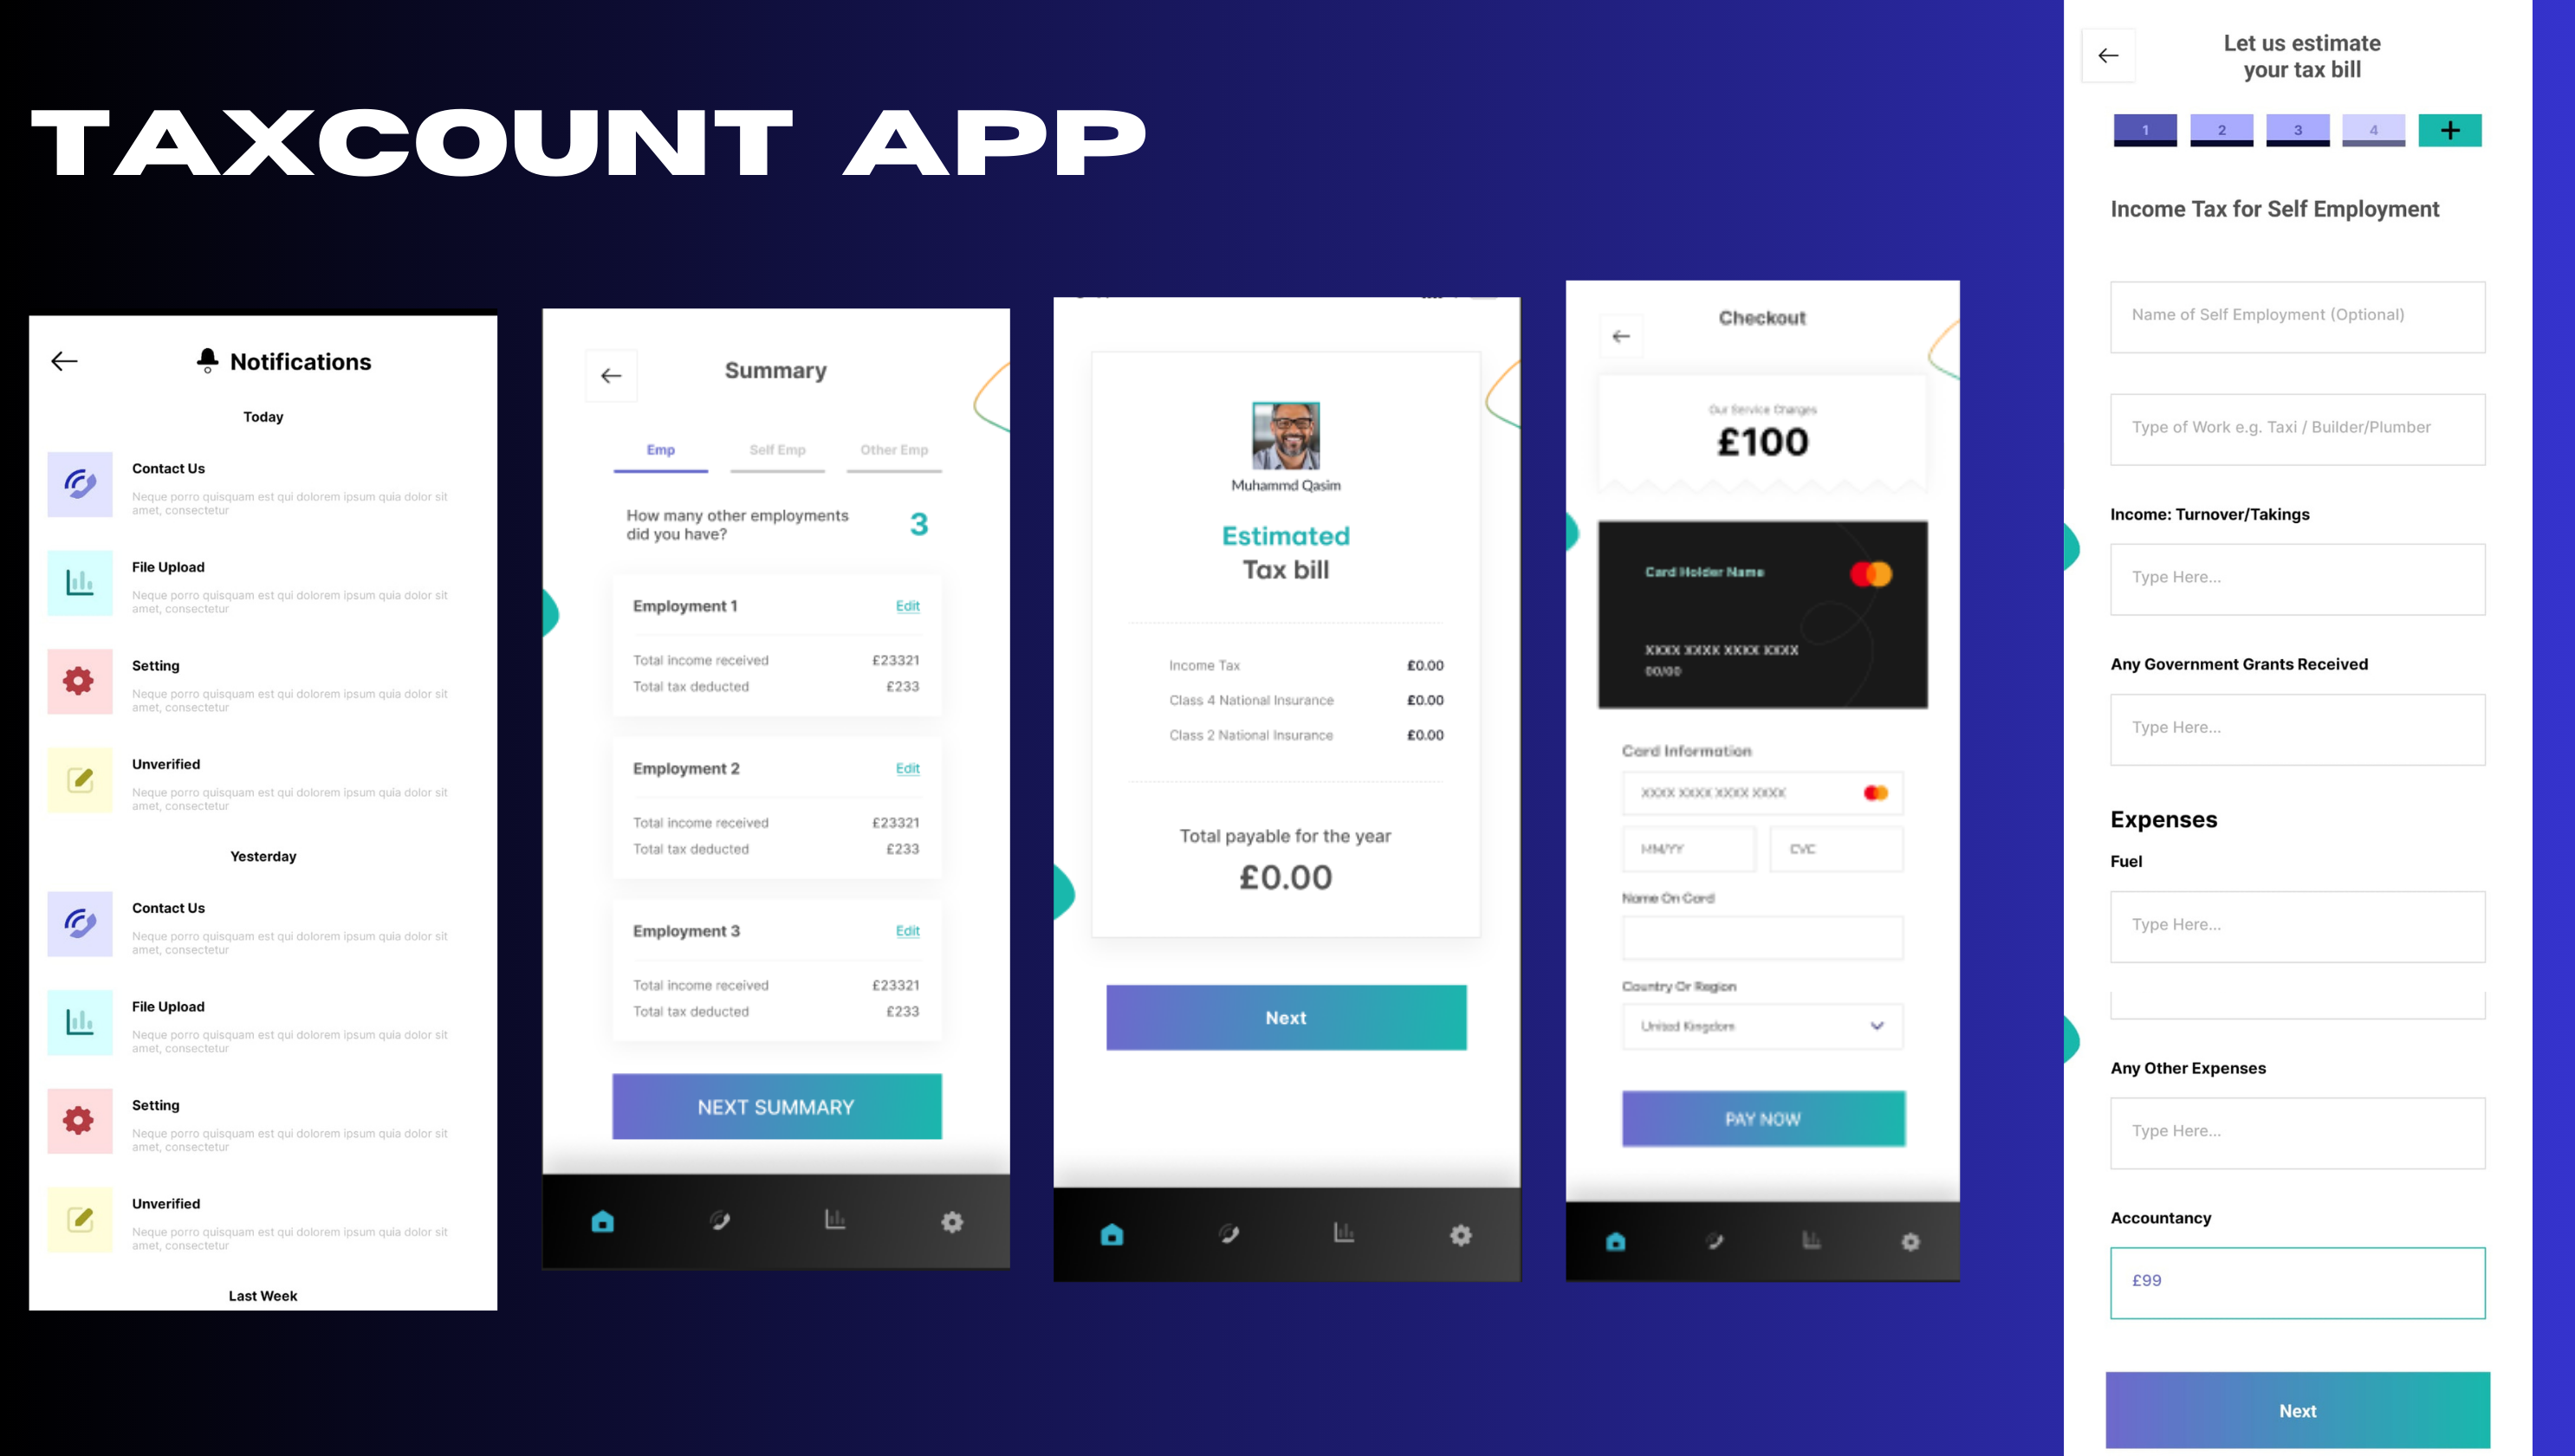 TAXCOUNT APP
Notifications
Today
Contact Us
Neque porro quisquam est qui dolorem ipsum quia dolor sit
amet, consectetur
File Upload
Neque porro quisquam est qui dolorem ipsum quia dolor sit
amet, consectetur
Setting
Neque porro quisquam est qui dolorem ipsum quia dolor sit
amet, consectetur
Unverified
Neque porro quisquam est qui dolorem ipsum quia dolor sit
amet, consectetur
Yesterday
Contact Us
Neque porro quisquam est qui dolorem ipsum quia dolor sit
amet, consectetur
File Upload
Neque porro quisquam est qui dolorem ipsum quia dolor sit
amet, consectetur
Setting
Neque porro quisquam est qui dolorem ipsum quia dolor sit
amet, consectetur
Unverified
Neque porro quisquam est qui dolorem ipsum quia dolor sit
amet, consectetur
Last Week
Summary
Emp Self Emp Other Emp
How many other employments
did you have?
3
Employment 1 Edit
Total income received £23321
Total tax deducted £233
Employment 2 Edit
Total income received £23321
Total tax deducted £233
Employment 3 Edit
Total income received £23321
Total tax deducted £233
NEXT SUMMARY
Muhammd Qasim
Estimated
Tax bill
Income Tax £0.00
Class 4 National Insurance £0.00
Class 2 National Insurance £0.00
Total payable for the year
£0.00
Next
Checkout
Our Service Charges
£100
Card Holder Name
XXXX XXXX XXXX XXXX
00/00
Card Information
XXXX XXXX XXXX XXXX
MM/YY CVC
Name On Card
Country Or Region
United Kingdom
PAY NOW
Let us estimate
your tax bill
1 2 3 4 +
Income Tax for Self Employment
Name of Self Employment (Optional)
Type of Work e.g. Taxi / Builder/Plumber
Income: Turnover/Takings
Type Here...
Any Government Grants Received
Type Here...
Expenses
Fuel
Type Here...
Any Other Expenses
Type Here...
Accountancy
£99
Next